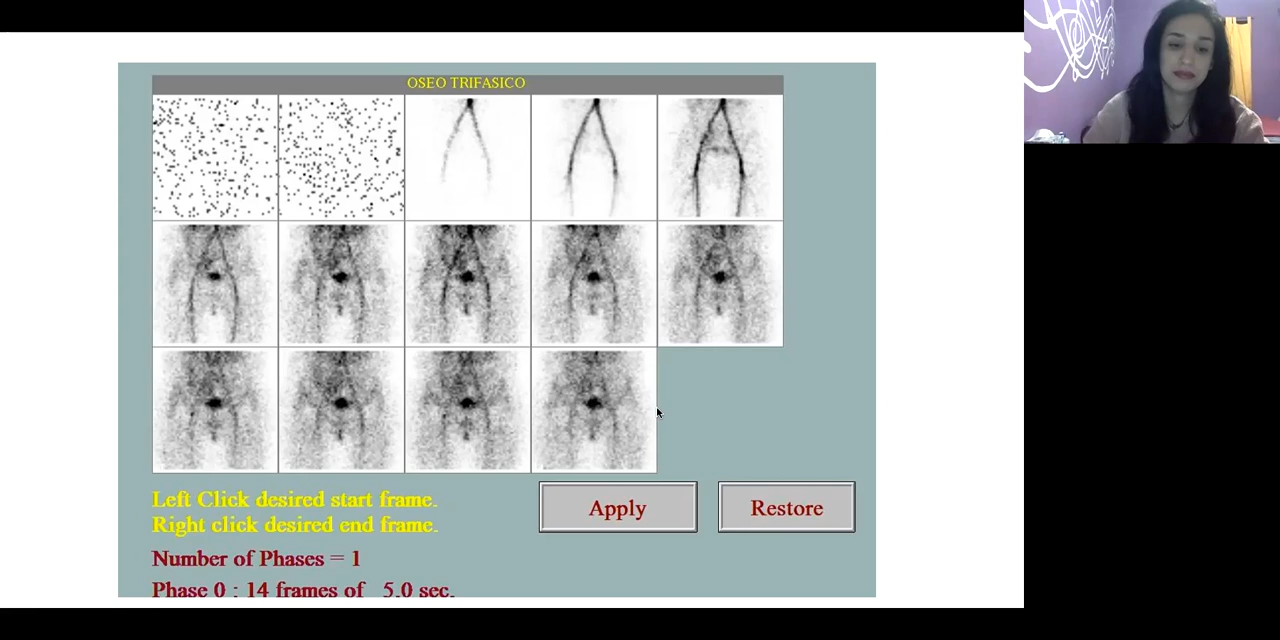 OSEO TRIFASICO
Left Click desired start frame.
Right click desired end frame.
Apply
Restore
Number of Phases = 1
Phase 0 : 14 frames of 5.0 sec.